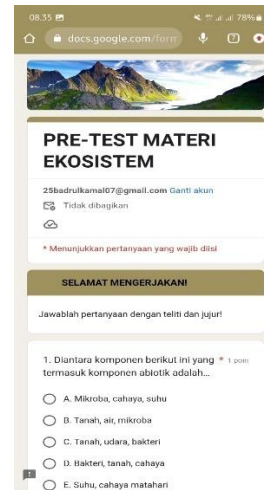 08.35
78%
docs.google.com/form
PRE-TEST MATERI
EKOSISTEM
25badrulkamal07@gmail.com Ganti akun
Tidak dibagikan
* Menunjukkan pertanyaan yang wajib diisi
SELAMAT MENGERJAKAN!
Jawablah pertanyaan dengan teliti dan jujur!
1. Diantara komponen berikut ini yang * 1 poin
termasuk komponen abiotik adalah...
A. Mikroba, cahaya, suhu
B. Tanah, air, mikroba
C. Tanah, udara, bakteri
D. Bakteri, tanah, cahaya
E. Suhu, cahaya matahari